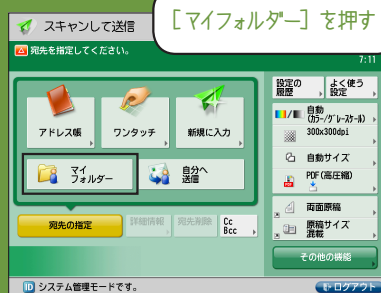 スキャンして送信
［マイフォルダー］を押す
宛先を指定してください。
7:11
設定の
履歴
よく使う
設定
アドレス帳
ワンタッチ
新規に入力
マイ
フォルダー
自分へ
送信
宛先の指定
詳細情報
宛先削除
Cc
Bcc
自動
(カラー/グレースケール)
300x300dpi
自動サイズ
PDF(高圧縮)
両面原稿
原稿サイズ
混載
その他の機能
ID システム管理モードです。
ログアウト